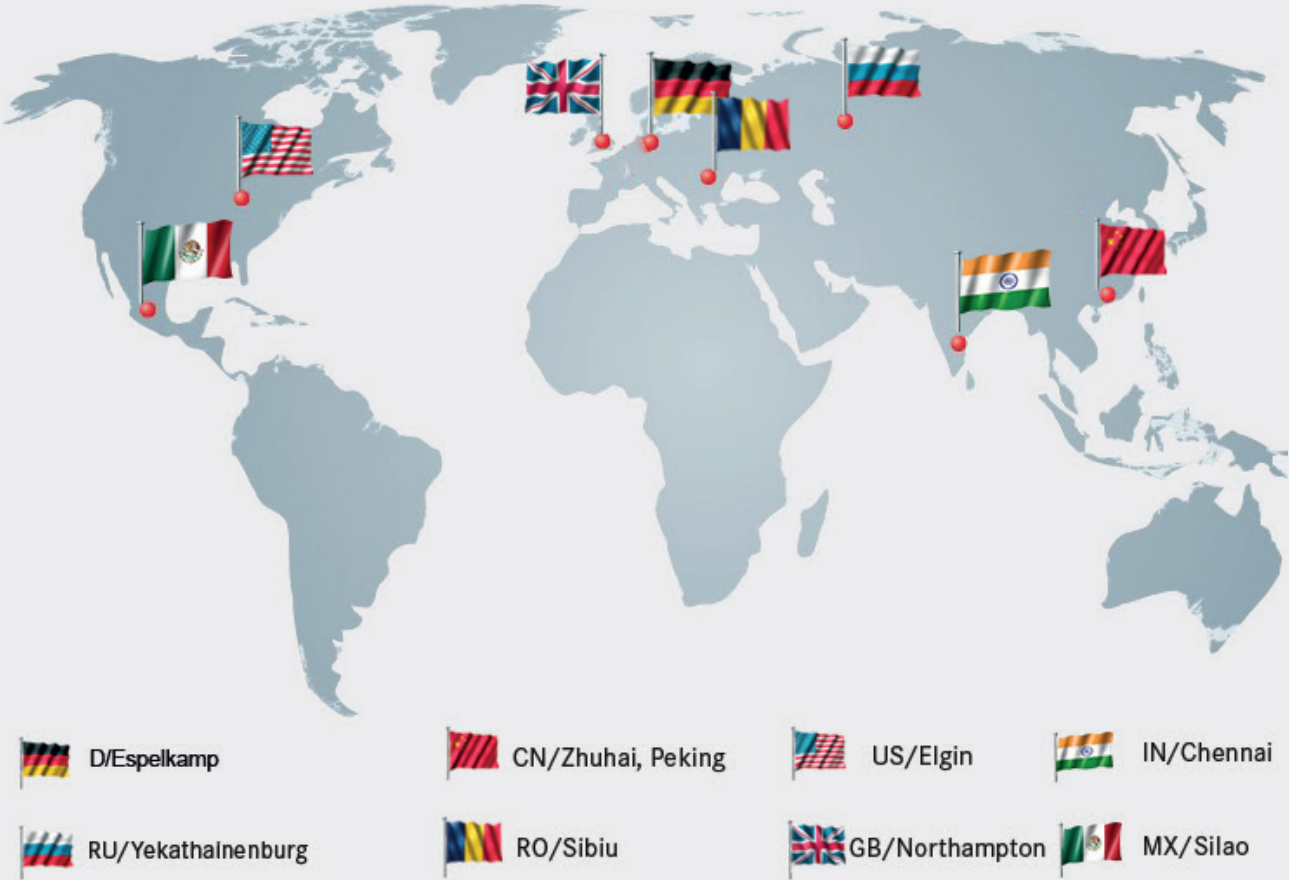 D/Espelkamp
CN/Zhuhai, Peking
US/Elgin
IN/Chennai
RU/Yekathainenburg
RO/Sibiu
GB/Northampton
MX/Silao